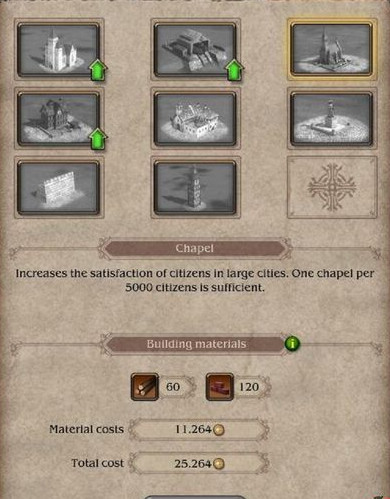 Chapel
Increases the satisfaction of citizens in large cities. One chapel per
5000 citizens is sufficient.
Building materials
60 120
Material costs 11.264
Total cost 25.264